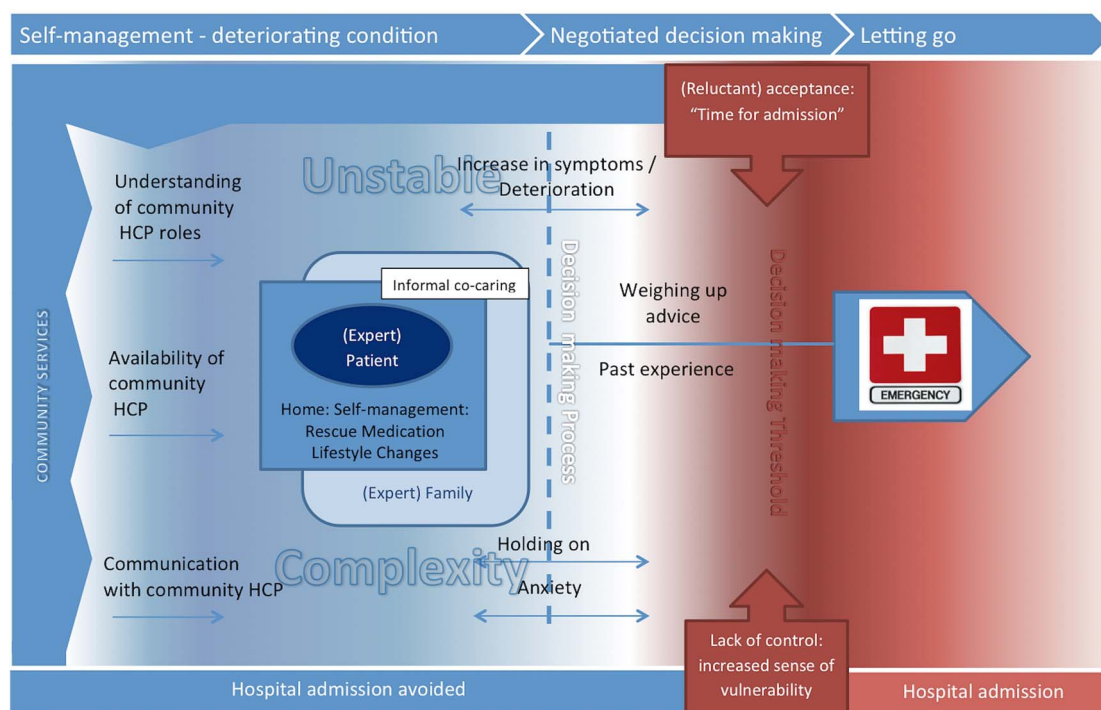 Self-management - deteriorating condition
Negotiated decision making
Letting go
(Reluctant) acceptance:
“Time for admission”
Unstable
Increase in symptoms /
Deterioration
Understanding
of community
HCP roles
COMMUNITY SERVICES
Informal co-caring
(Expert)
Patient
Home: Self-management:
Rescue Medication
Lifestyle Changes
(Expert) Family
Availability of
community
HCP
Decision making Process
Weighing up
advice
Past experience
Decision making Threshold
EMERGENCY
Complexity
Holding on
Anxiety
Communication
with community HCP
Lack of control:
increased sense of
vulnerability
Hospital admission avoided
Hospital admission